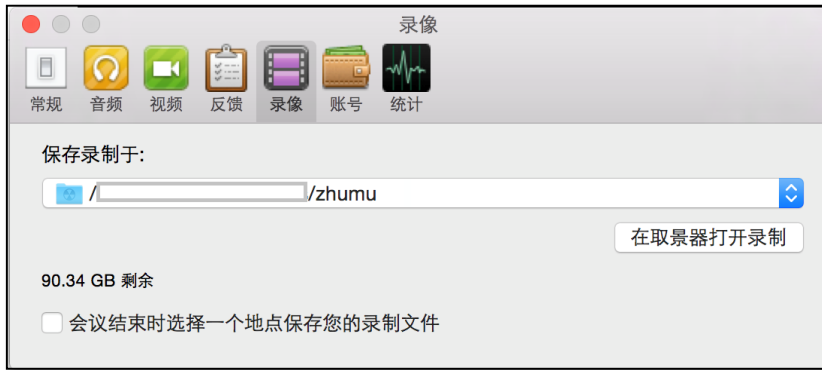 录像
常规 音频 视频 反馈 录像 账号 统计
保存录制于:
/ /zhumu
在取景器打开录制
90.34 GB 剩余
会议结束时选择一个地点保存您的录制文件